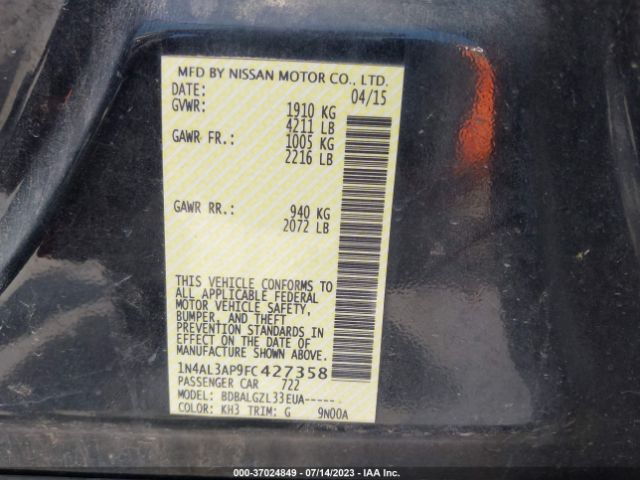 MFD BY NISSAN MOTOR CO., LTD.
DATE: 04/15
GVWR: 1910 KG
4211 LB
GAWR FR.: 1005 KG
2216 LB
GAWR RR.: 940 KG
2072 LB
THIS VEHICLE CONFORMS TO
ALL APPLICABLE FEDERAL
MOTOR VEHICLE SAFETY,
BUMPER, AND THEFT
PREVENTION STANDARDS IN
EFFECT ON THE DATE OF
MANUFACTURE SHOWN ABOVE.
1N4AL3AP9FC427358
PASSENGER CAR 722
MODEL: BDBALGZL33EUA-----
COLOR: KH3 TRIM: G 9N00A
000-37024849 / 07/14/2023 - IAA Inc.